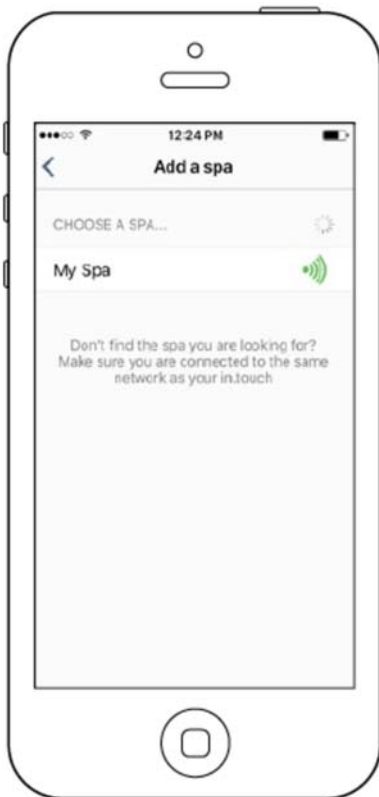 12:24 PM
Add a spa
CHOOSE A SPA...
My Spa
Don't find the spa you are looking for?
Make sure you are connected to the same
network as your in.touch